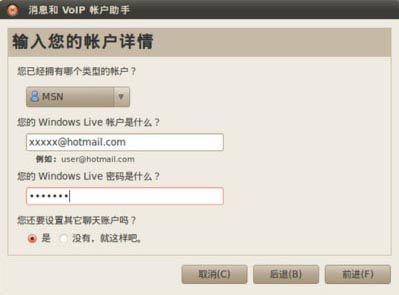 消息和 VoIP 帐户助手
输入您的帐户详情
您已经拥有哪个类型的帐户？
MSN
您的 Windows Live 帐户是什么？
xxxxx@hotmail.com
例如： user@hotmail.com
您的 Windows Live 密码是什么？
•••••••
您还要设置其它聊天账户吗？
是 没有，就这样吧。
取消(C) 后退(B) 前进(F)